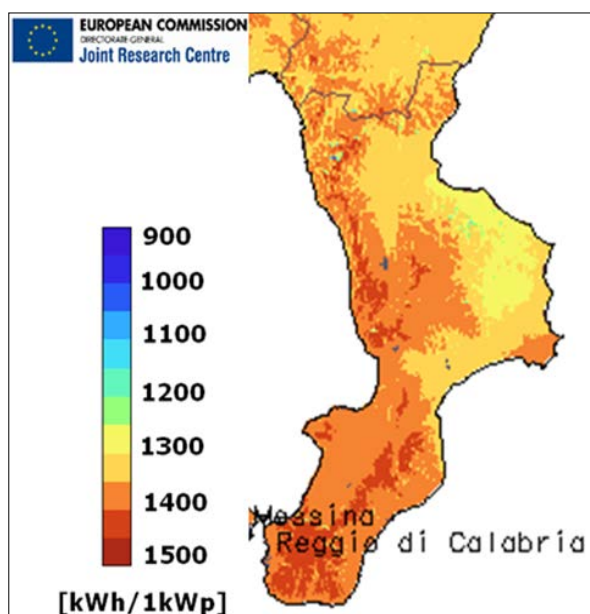 EUROPEAN COMMISSION
DIRECTORATE-GENERAL
Joint Research Centre
900
1000
1100
1200
1300
1400
1500
[kWh/1kWp]
Messina
Reggio di Calabria